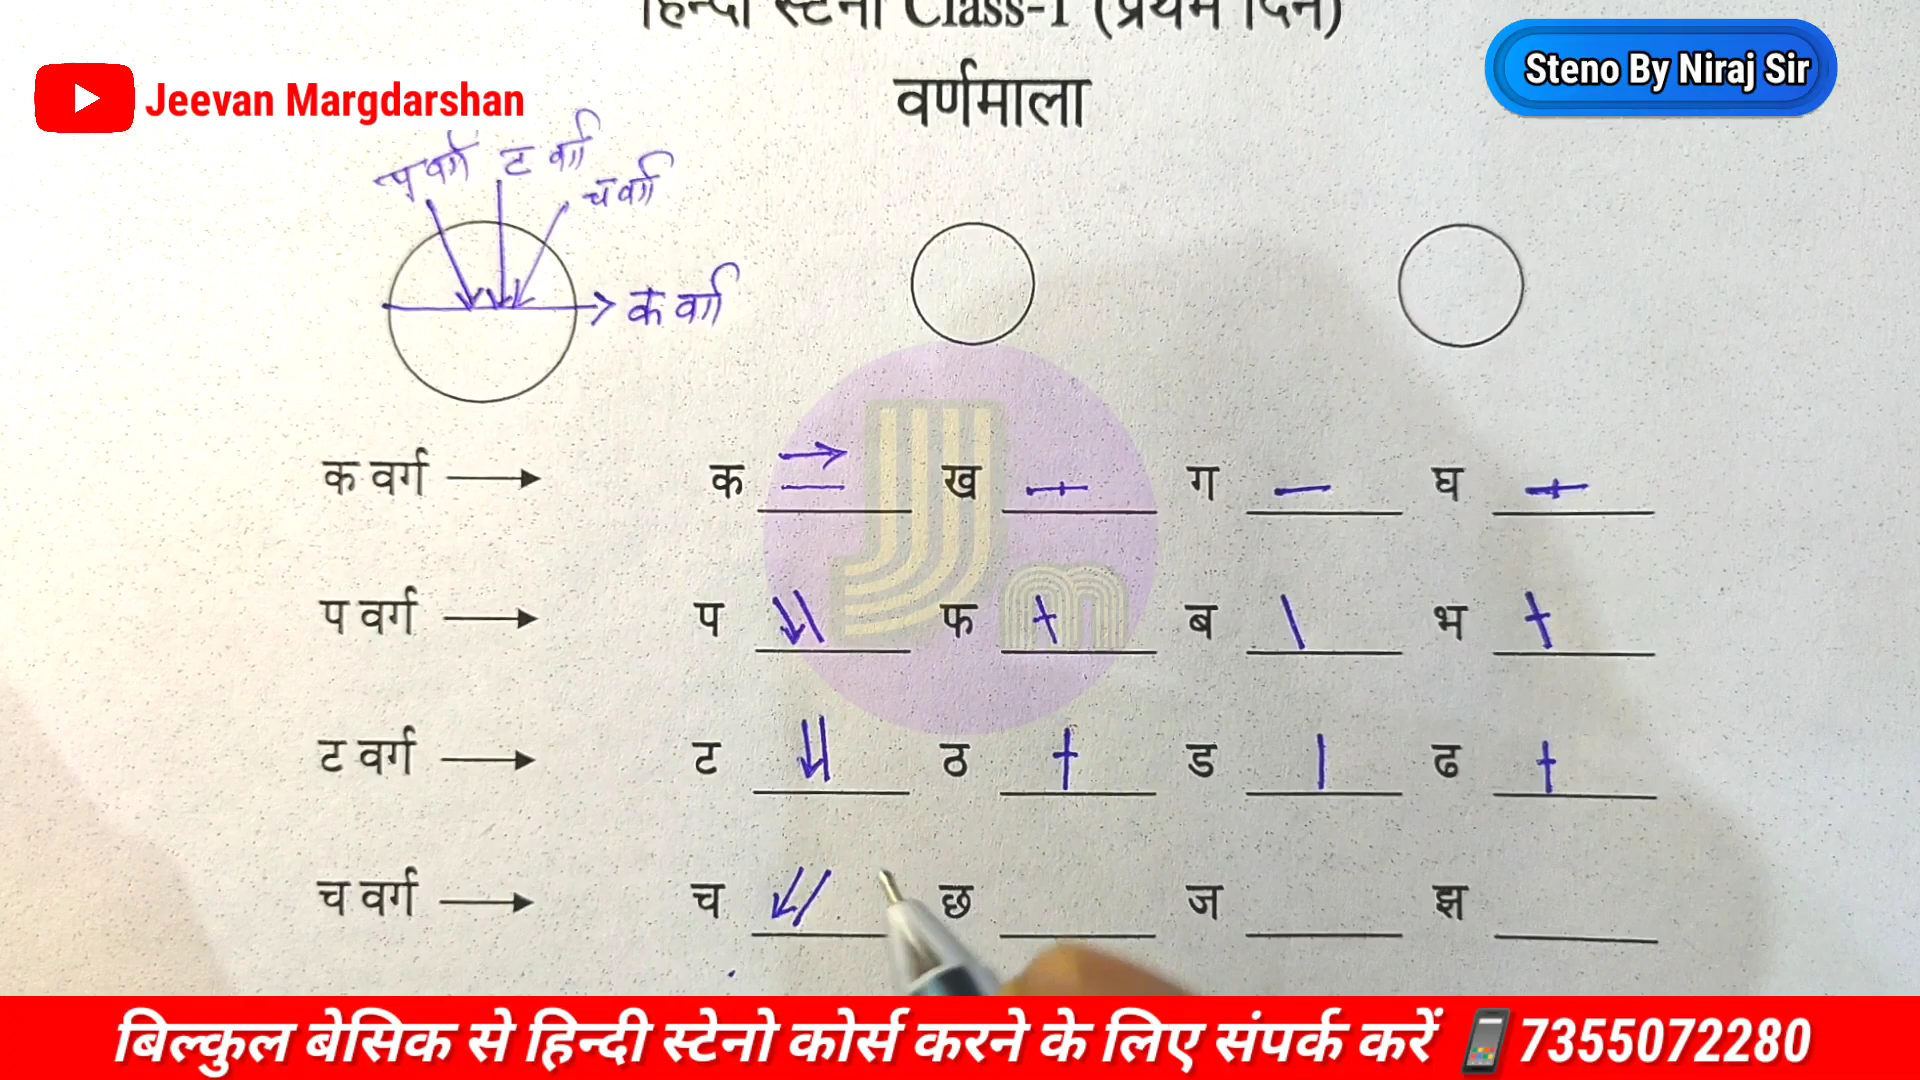 हिन्दी स्टेनो Class-1 (प्रथम दिन)
Jeevan Margdarshan
Steno By Niraj Sir
वर्णमाला
प वर्ग ट वर्ग
च वर्ग
क वर्ग
क वर्ग → क ख ग घ
प वर्ग → प फ ब भ
ट वर्ग → ट ठ ड ढ
च वर्ग → च छ ज झ
Jm
बिल्कुल बेसिक से हिन्दी स्टेनो कोर्स करने के लिए संपर्क करें 7355072280